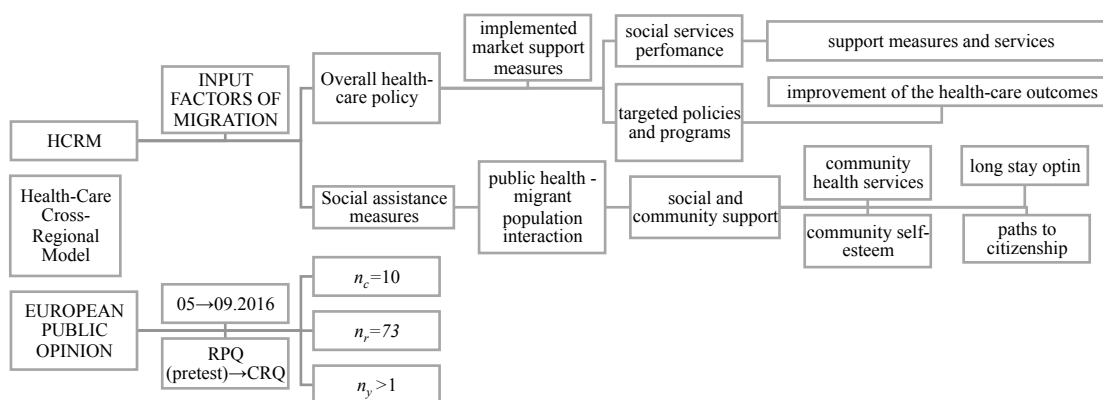 HCRM
INPUT
FACTORS OF
MIGRATION
Overall health-
care policy
implemented
market support
measures
social services
perfomance
support measures and services
targeted policies
and programs
improvement of the health-care outcomes
Social assistance
measures
public health -
migrant
population
interaction
social and
community support
community
health services
community self-
esteem
long stay optin
paths to
citizenship
Health-Care
Cross-
Regional
Model
EUROPEAN
PUBLIC
OPINION
05→09.2016
RPQ
(pretest)→CRQ
nc=10
nr=73
ny >1